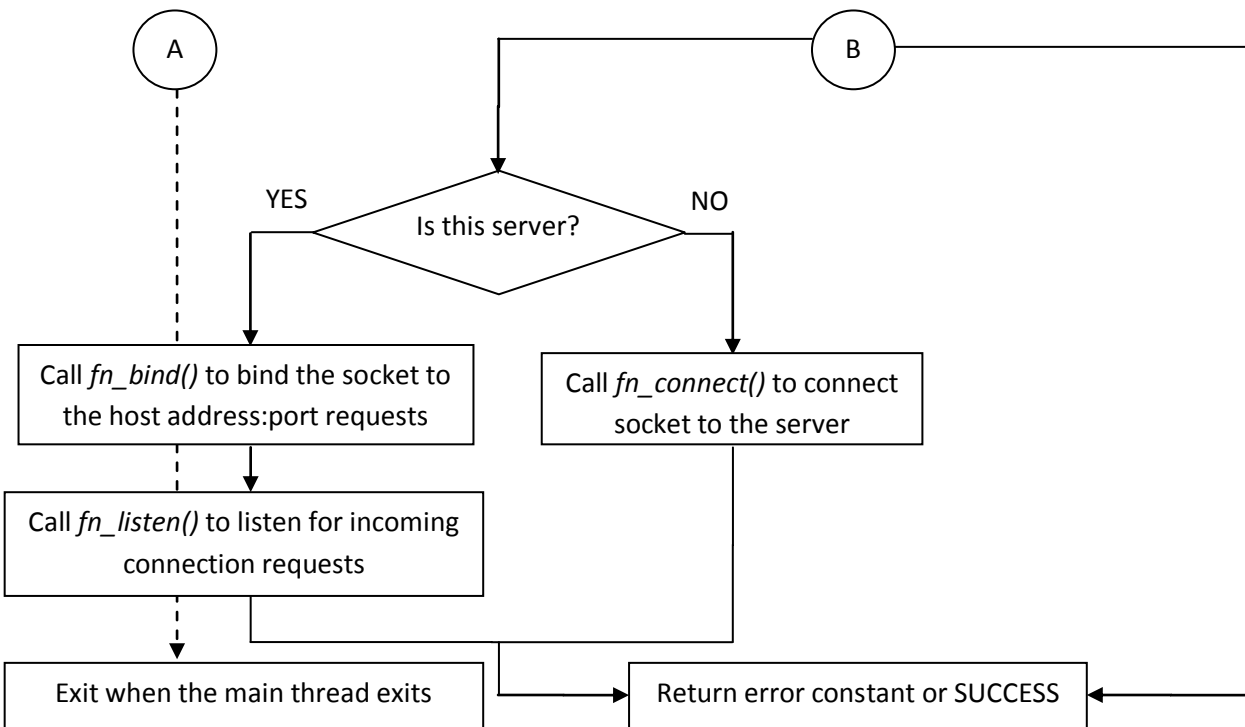 A
B
YES
NO
Is this server?
Call fn_bind() to bind the socket to
the host address:port requests
Call fn_connect() to connect
socket to the server
Call fn_listen() to listen for incoming
connection requests
Exit when the main thread exits
Return error constant or SUCCESS